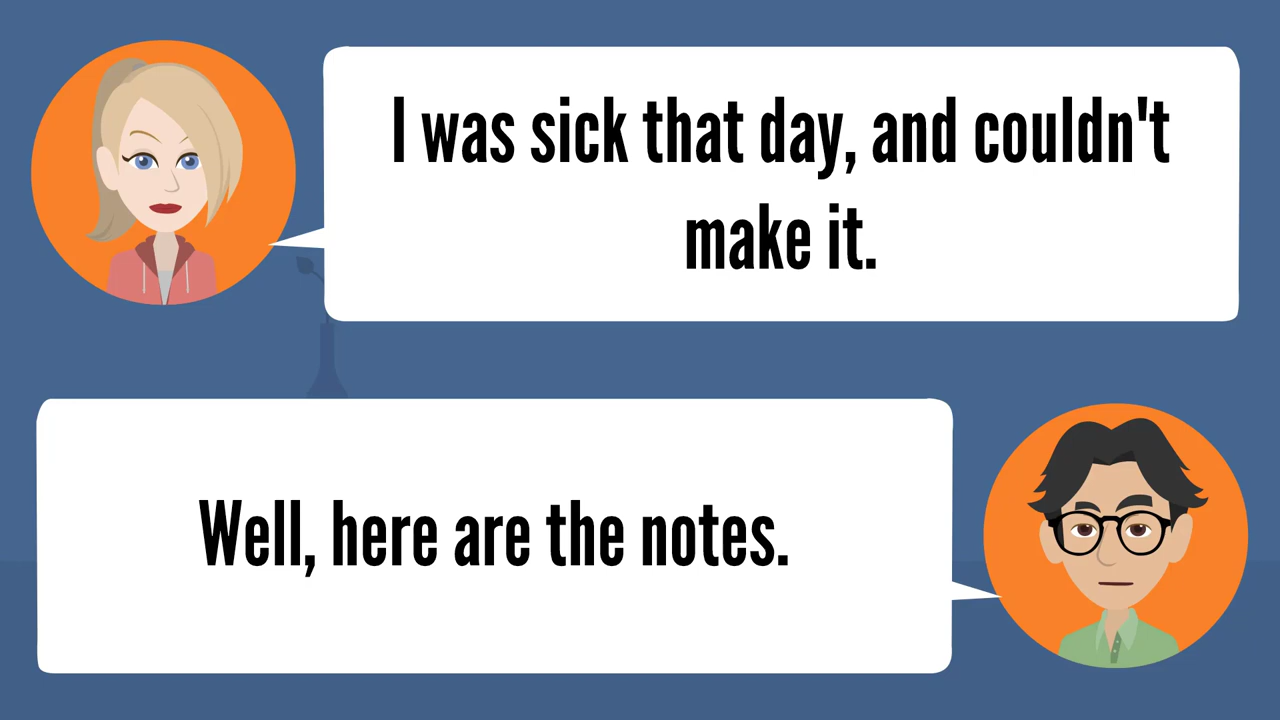 I was sick that day, and couldn't
make it.
Well, here are the notes.